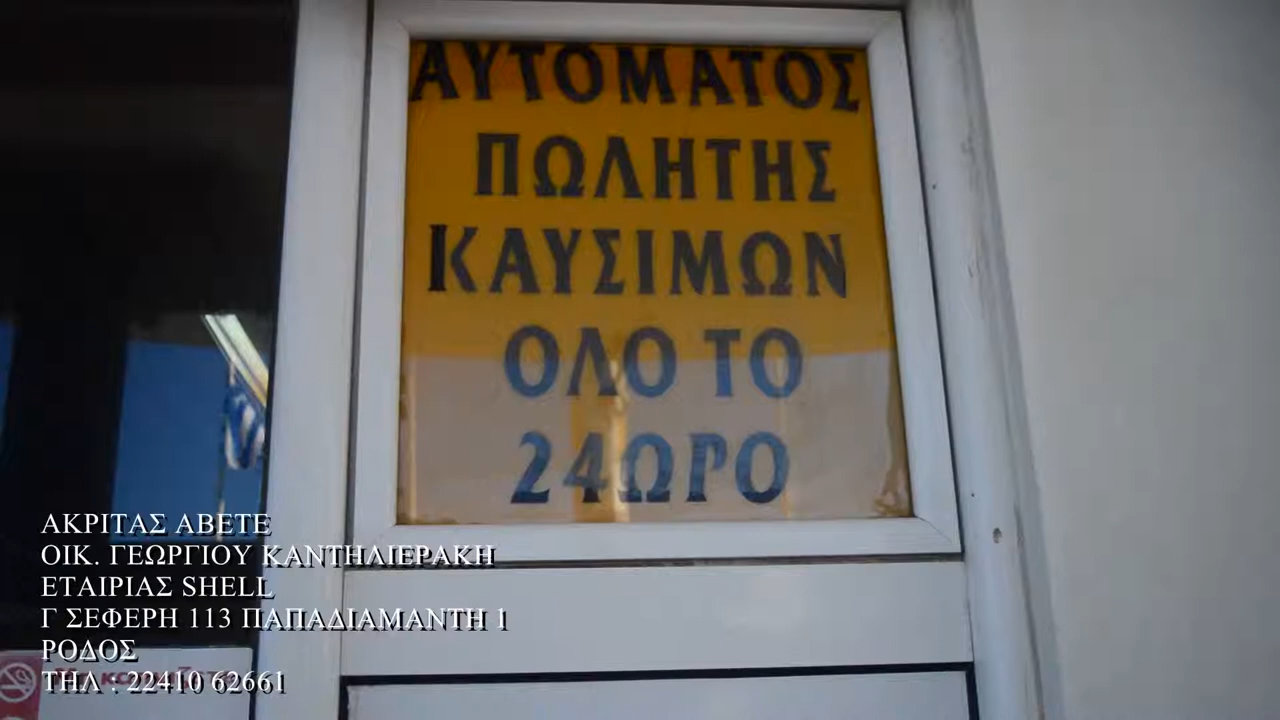 ΑΥΤΟΜΑΤΟΣ
ΠΩΛΗΤΗΣ
ΚΑΥΣΙΜΩΝ
ΟΛΟ ΤΟ
24ΩΡΟ
ΑΚΡΙΤΑΣ ΑΒΕΤΕ
ΟΙΚ. ΓΕΩΡΓΙΟΥ ΚΑΝΤΗΛΙΕΡΑΚΗ
ΕΤΑΙΡΙΑΣ SHELL
Γ ΣΕΦΕΡΗ 113 ΠΑΠΑΔΙΑΜΑΝΤΗ 1
ΡΟΔΟΣ
ΤΗΛ : 22410 62661